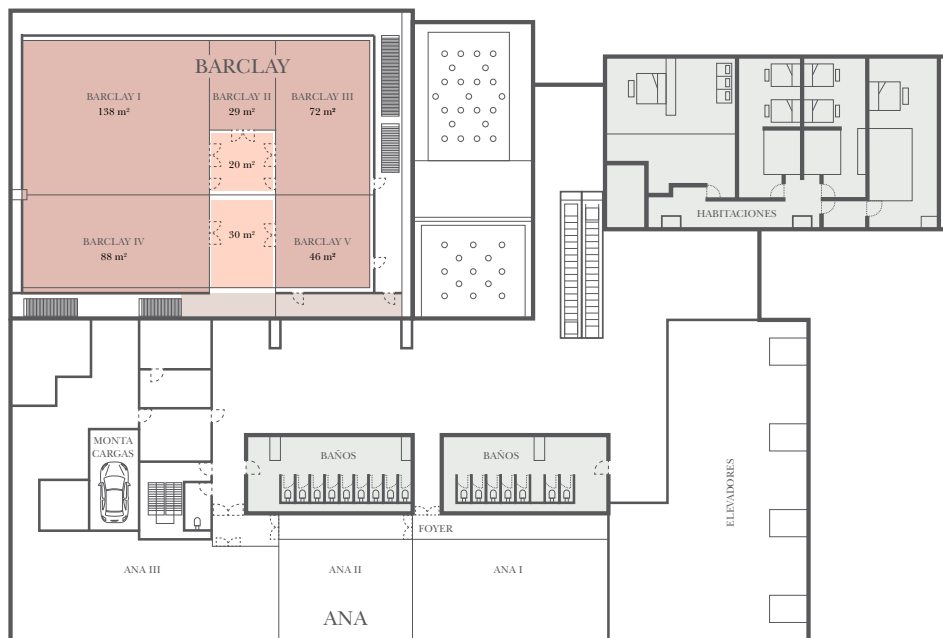 BARCLAY
BARCLAY I
138 m²
BARCLAY II
29 m²
BARCLAY III
72 m²
20 m²
BARCLAY IV
88 m²
30 m²
BARCLAY V
46 m²
HABITACIONES
MONTA
CARGAS
BAÑOS
BAÑOS
ELEVADORES
FOYER
ANA III
ANA II
ANA I
ANA